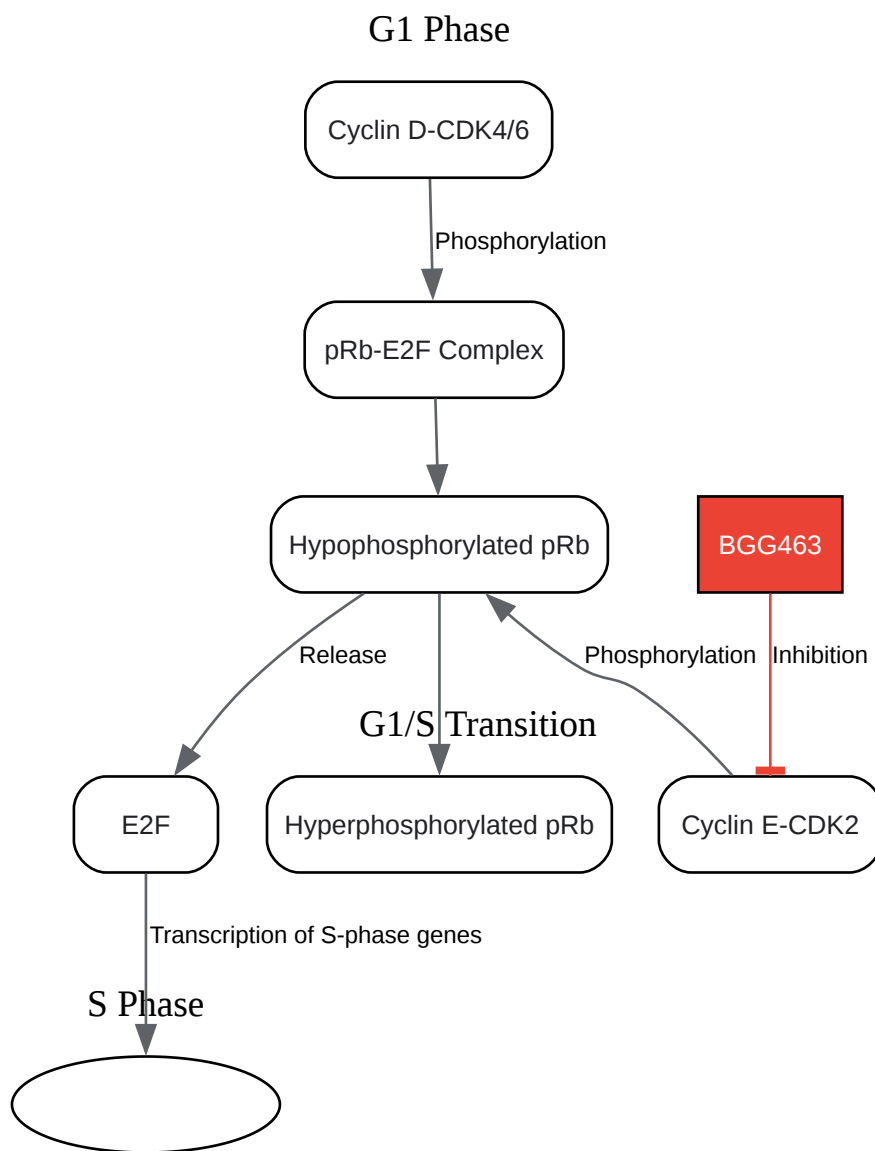 G1 Phase
Cyclin D-CDK4/6
Phosphorylation
pRb-E2F Complex
Hypophosphorylated pRb
BGG463
Release
Phosphorylation
Inhibition
G1/S Transition
E2F
Hyperphosphorylated pRb
Cyclin E-CDK2
Transcription of S-phase genes
S Phase